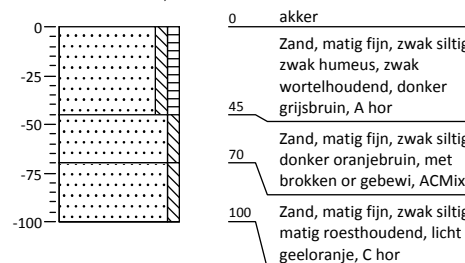 0
-25
-50
-75
-100
0 akker
Zand, matig fijn, zwak siltig
zwak humeus, zwak
wortelhoudend, donker
45 grijsbruin, A hor
Zand, matig fijn, zwak siltig
70 donker oranjebruin, met
brokken or gebewi, ACMix
100 Zand, matig fijn, zwak siltig
matig roesthoudend, licht
geeloranje, C hor